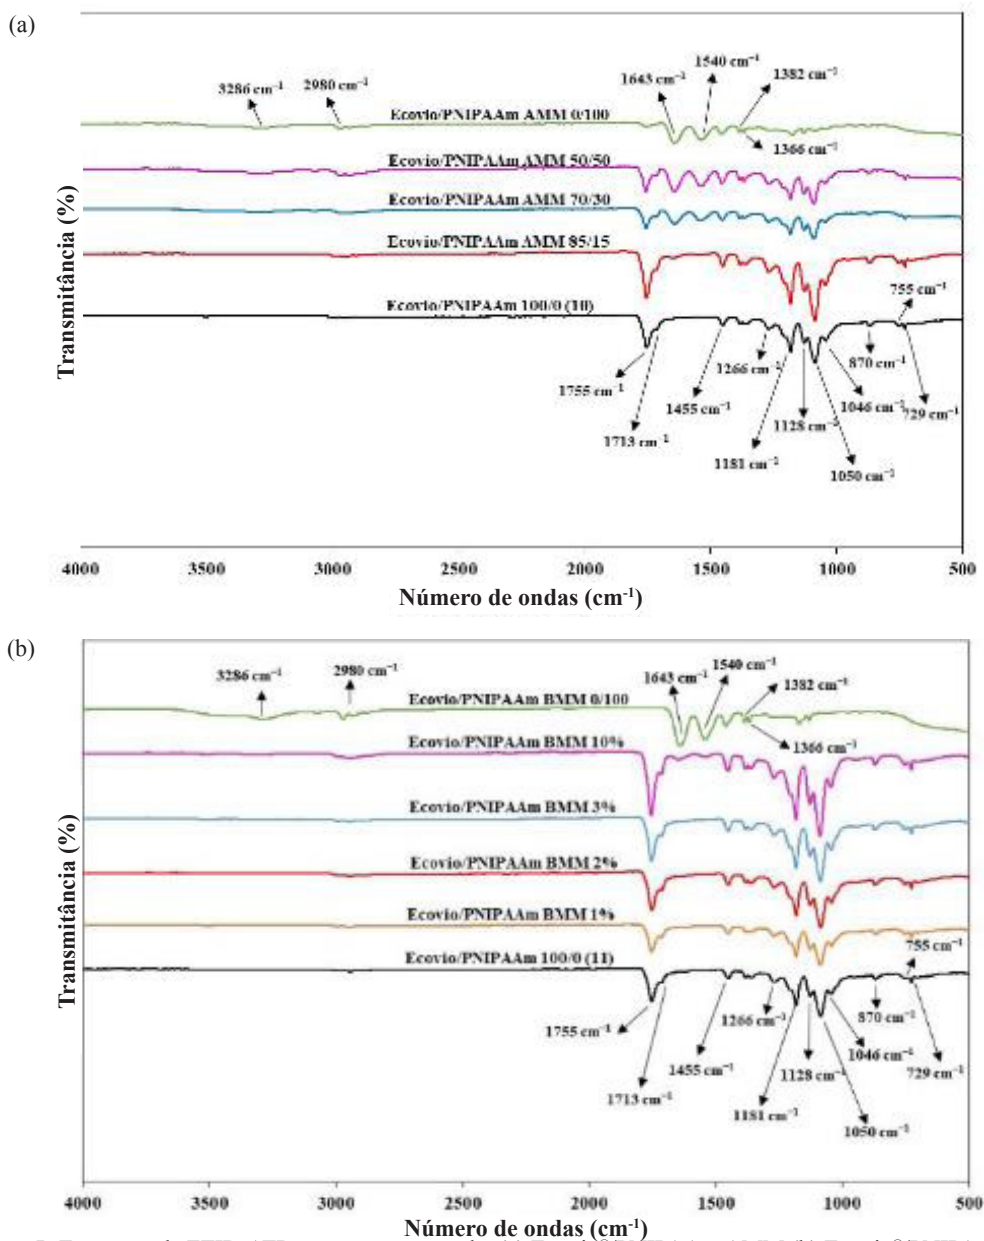 (a)
3286 cm⁻¹
2980 cm⁻¹
1643 cm⁻¹
1540 cm⁻¹
1382 cm⁻¹
Ecovio/PNIPAAm AMM 0/100
1366 cm⁻¹
Ecovio/PNIPAAm AMM 50/50
Ecovio/PNIPAAm AMM 70/30
Ecovio/PNIPAAm AMM 85/15
Ecovio/PNIPAAm 100/0 (10)
755 cm⁻¹
1755 cm⁻¹
1713 cm⁻¹
1455 cm⁻¹
1266 cm⁻¹
1181 cm⁻¹
1128 cm⁻¹
1050 cm⁻¹
1046 cm⁻¹
870 cm⁻¹
729 cm⁻¹
Transmitância (%)
4000 3500 3000 2500 2000 1500 1000 500
Número de ondas (cm⁻¹)
(b)
3286 cm⁻¹
2980 cm⁻¹
1643 cm⁻¹
1540 cm⁻¹
1382 cm⁻¹
Ecovio/PNIPAAm BMM 0/100
1366 cm⁻¹
Ecovio/PNIPAAm BMM 10%
Ecovio/PNIPAAm BMM 3%
Ecovio/PNIPAAm BMM 2%
Ecovio/PNIPAAm BMM 1%
Ecovio/PNIPAAm 100/0 (11)
755 cm⁻¹
1755 cm⁻¹
1713 cm⁻¹
1455 cm⁻¹
1266 cm⁻¹
1181 cm⁻¹
1128 cm⁻¹
1050 cm⁻¹
1046 cm⁻¹
870 cm⁻¹
729 cm⁻¹
Transmitância (%)
4000 3500 3000 2500 2000 1500 1000 500
Número de ondas (cm⁻¹)